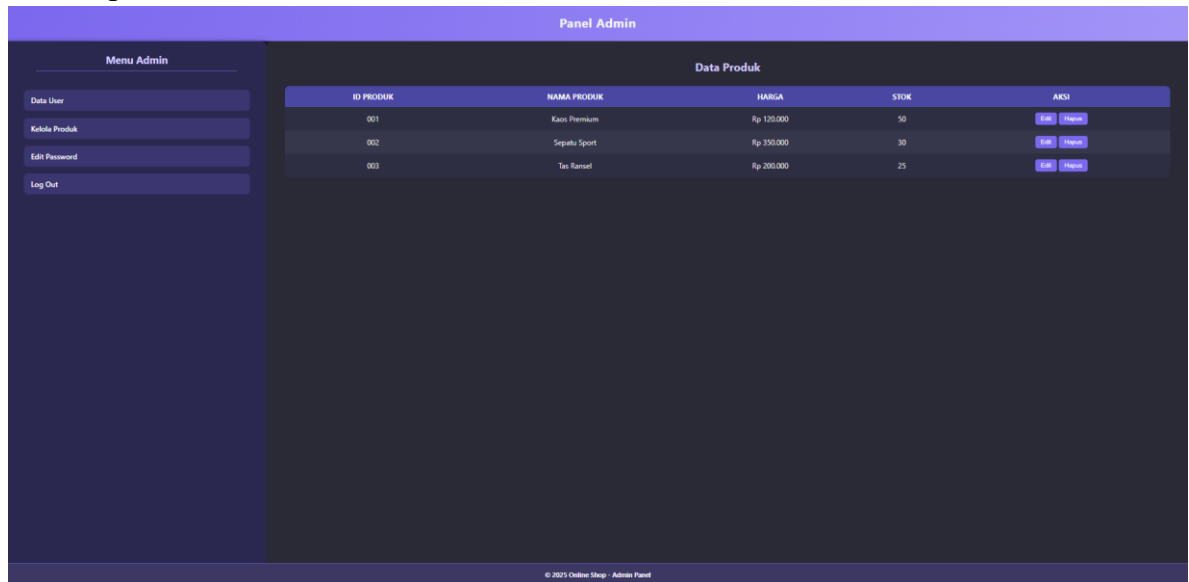 Panel Admin
Menu Admin
Data User
Kelola Produk
Edit Password
Log Out
Data Produk
ID PRODUK NAMA PRODUK HARGA STOK AKSI
001 Kaos Premium Rp 120.000 50 Edit Hapus
002 Sepatu Sport Rp 350.000 30 Edit Hapus
003 Tas Ransel Rp 200.000 25 Edit Hapus
© 2025 Online Shop - Admin Panel